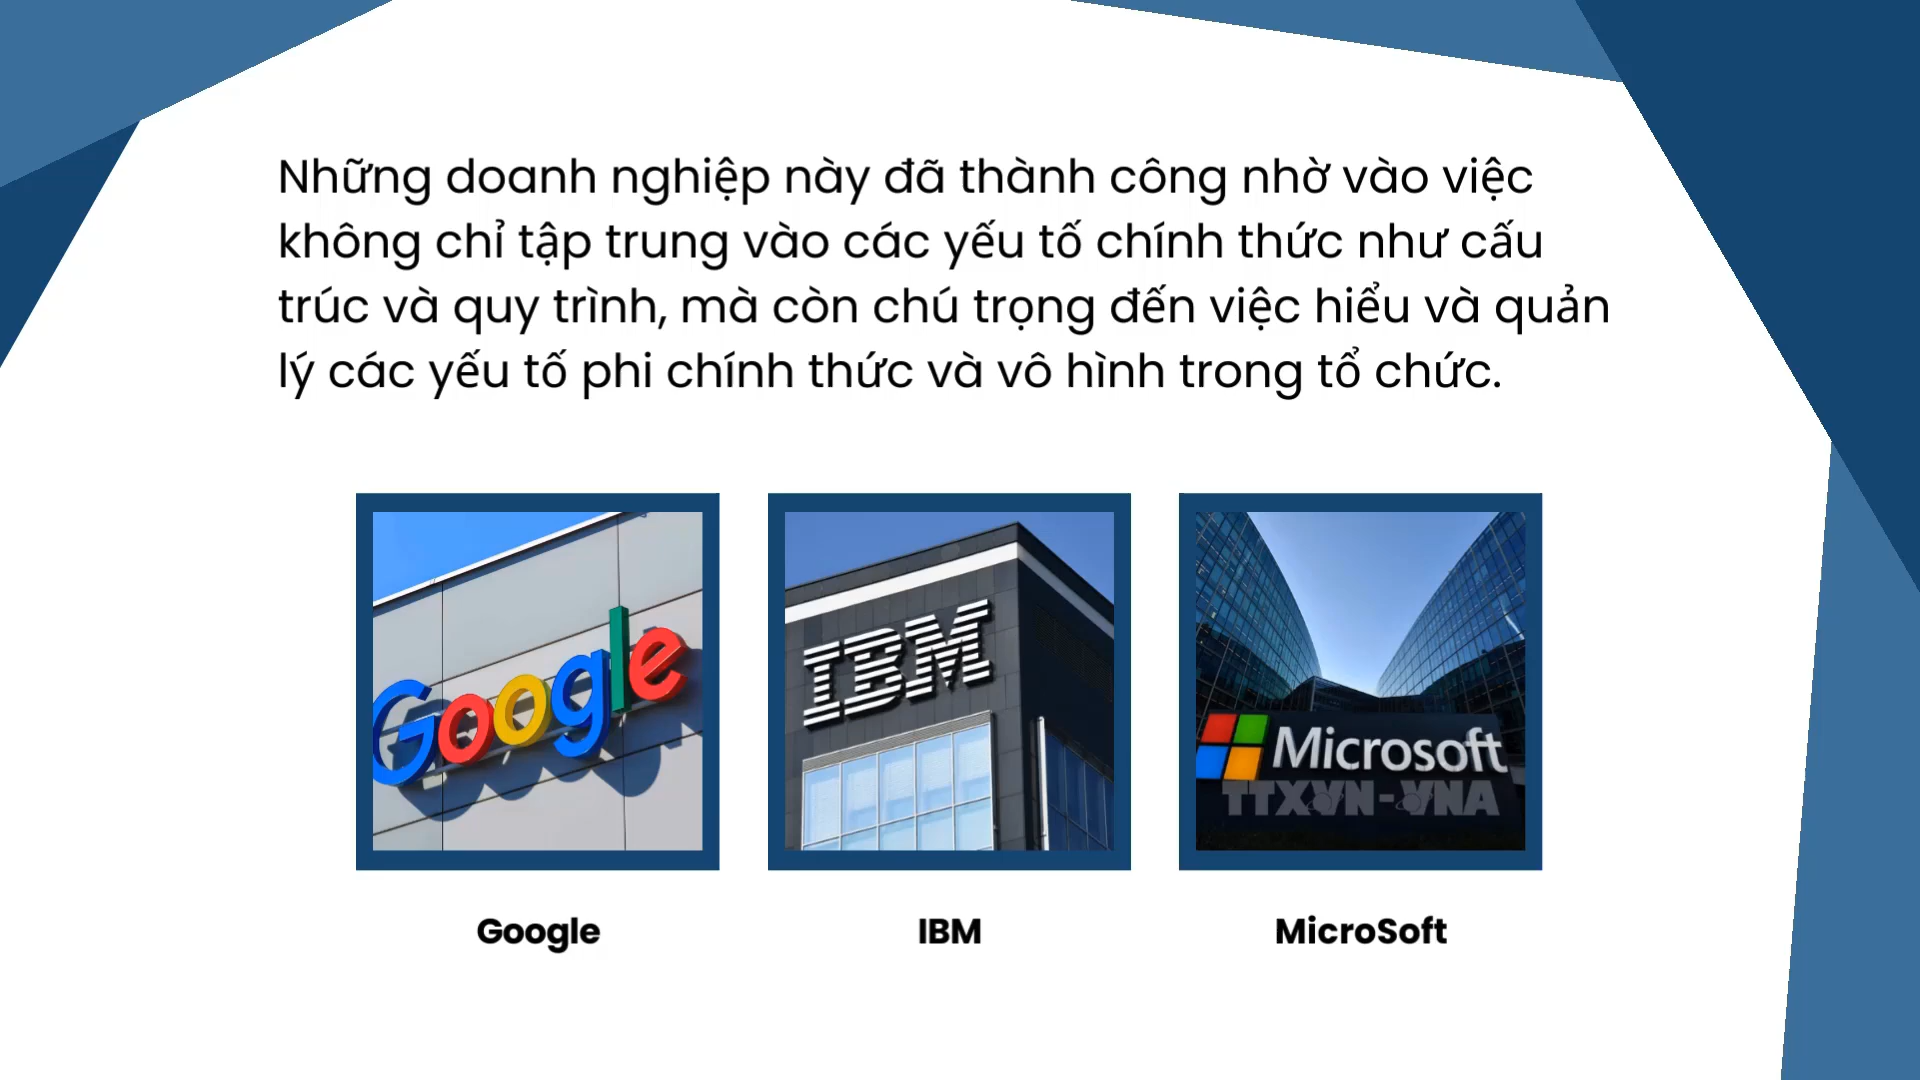 Những doanh nghiệp này đã thành công nhờ vào việc
không chỉ tập trung vào các yếu tố chính thức như cấu
trúc và quy trình, mà còn chú trọng đến việc hiểu và quản
lý các yếu tố phi chính thức và vô hình trong tổ chức.
Google
IBM
Microsoft
TTXVN-VNA
Google
IBM
MicroSoft